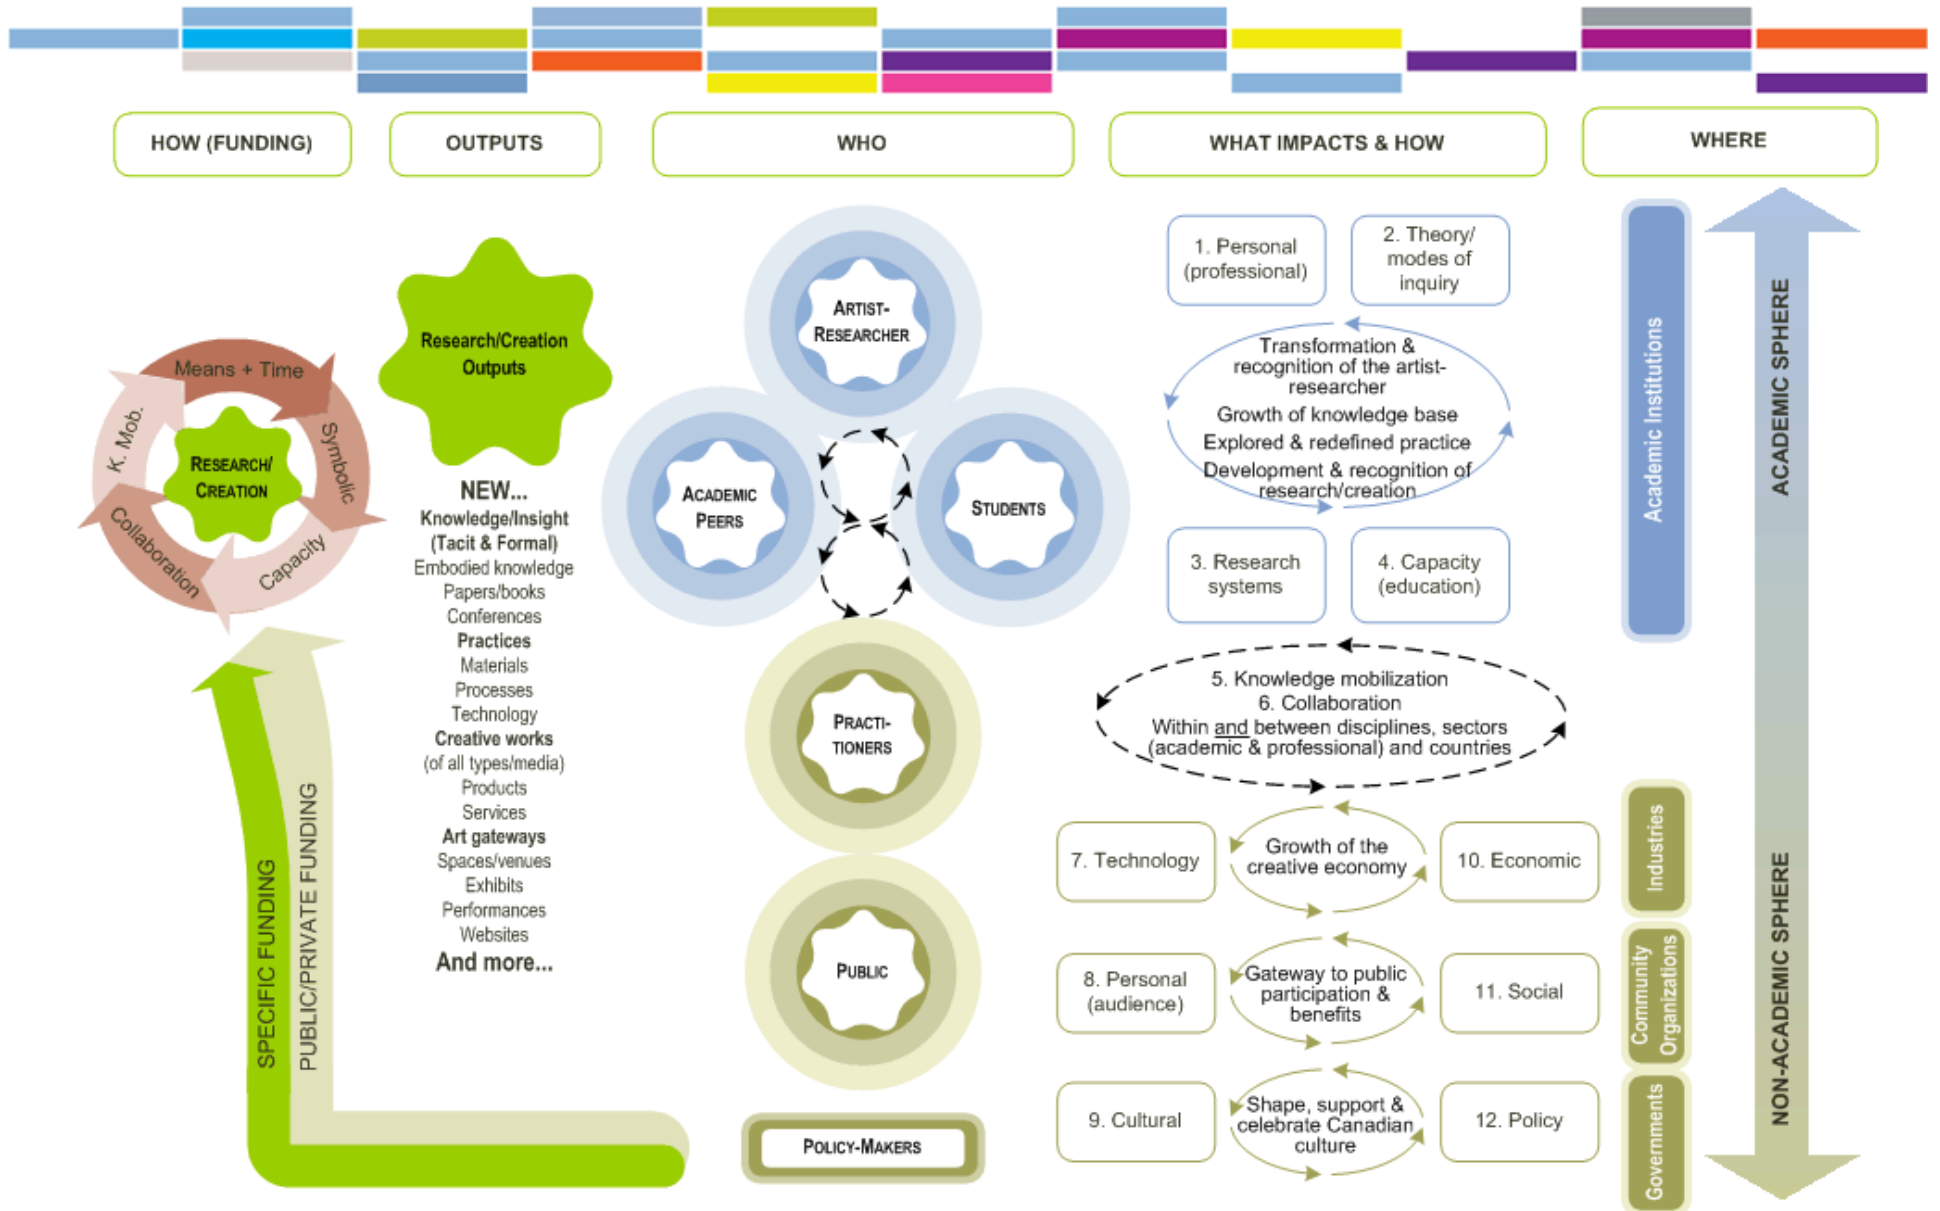 HOW (FUNDING)
OUTPUTS
WHO
WHAT IMPACTS & HOW
WHERE
Means + Time
Symbolic
Capacity
Collaboration
K. Mob.
RESEARCH/
CREATION
SPECIFIC FUNDING
PUBLIC/PRIVATE FUNDING
Research/Creation
Outputs
NEW...
Knowledge/Insight
(Tacit & Formal)
Embodied knowledge
Papers/books
Conferences
Practices
Materials
Processes
Technology
Creative works
(of all types/media)
Products
Services
Art gateways
Spaces/venues
Exhibits
Performances
Websites
And more...
ARTIST-
RESEARCHER
ACADEMIC
PEERS
STUDENTS
PRACTI-
TIONERS
PUBLIC
POLICY-MAKERS
1. Personal
(professional)
2. Theory/
modes of
inquiry
Transformation &
recognition of the artist-
researcher
Growth of knowledge base
Explored & redefined practice
Development & recognition of
research/creation
3. Research
systems
4. Capacity
(education)
5. Knowledge mobilization
6. Collaboration
Within and between disciplines, sectors
(academic & professional) and countries
7. Technology
Growth of the
creative economy
10. Economic
8. Personal
(audience)
Gateway to public
participation &
benefits
11. Social
9. Cultural
Shape, support &
celebrate Canadian
culture
12. Policy
Academic Institutions
Industries
Community
Organizations
Governments
ACADEMIC SPHERE
NON-ACADEMIC SPHERE